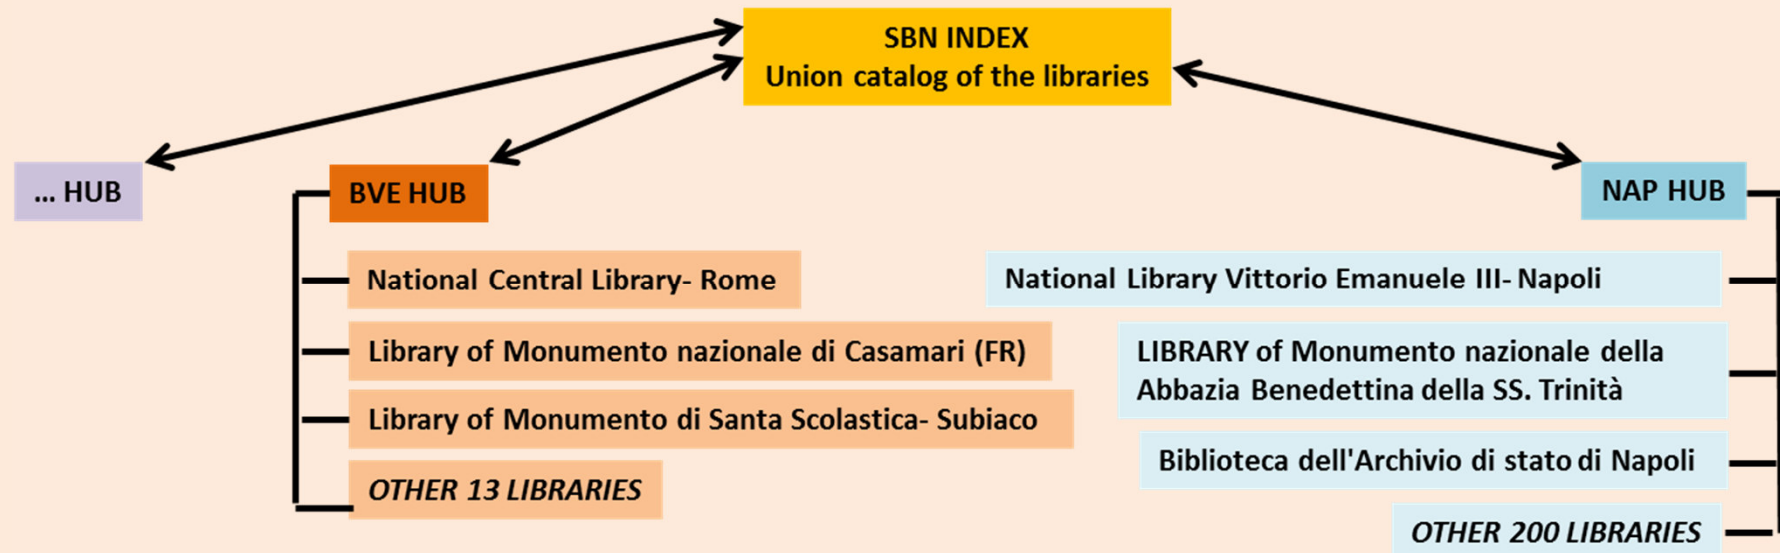 SBN INDEX
Union catalog of the libraries
... HUB
BVE HUB
National Central Library- Rome
Library of Monumento nazionale di Casamari (FR)
Library of Monumento di Santa Scolastica- Subiaco
OTHER 13 LIBRARIES
NAP HUB
National Library Vittorio Emanuele III- Napoli
LIBRARY of Monumento nazionale della
Abbazia Benedettina della SS. Trinità
Biblioteca dell'Archivio di stato di Napoli
OTHER 200 LIBRARIES